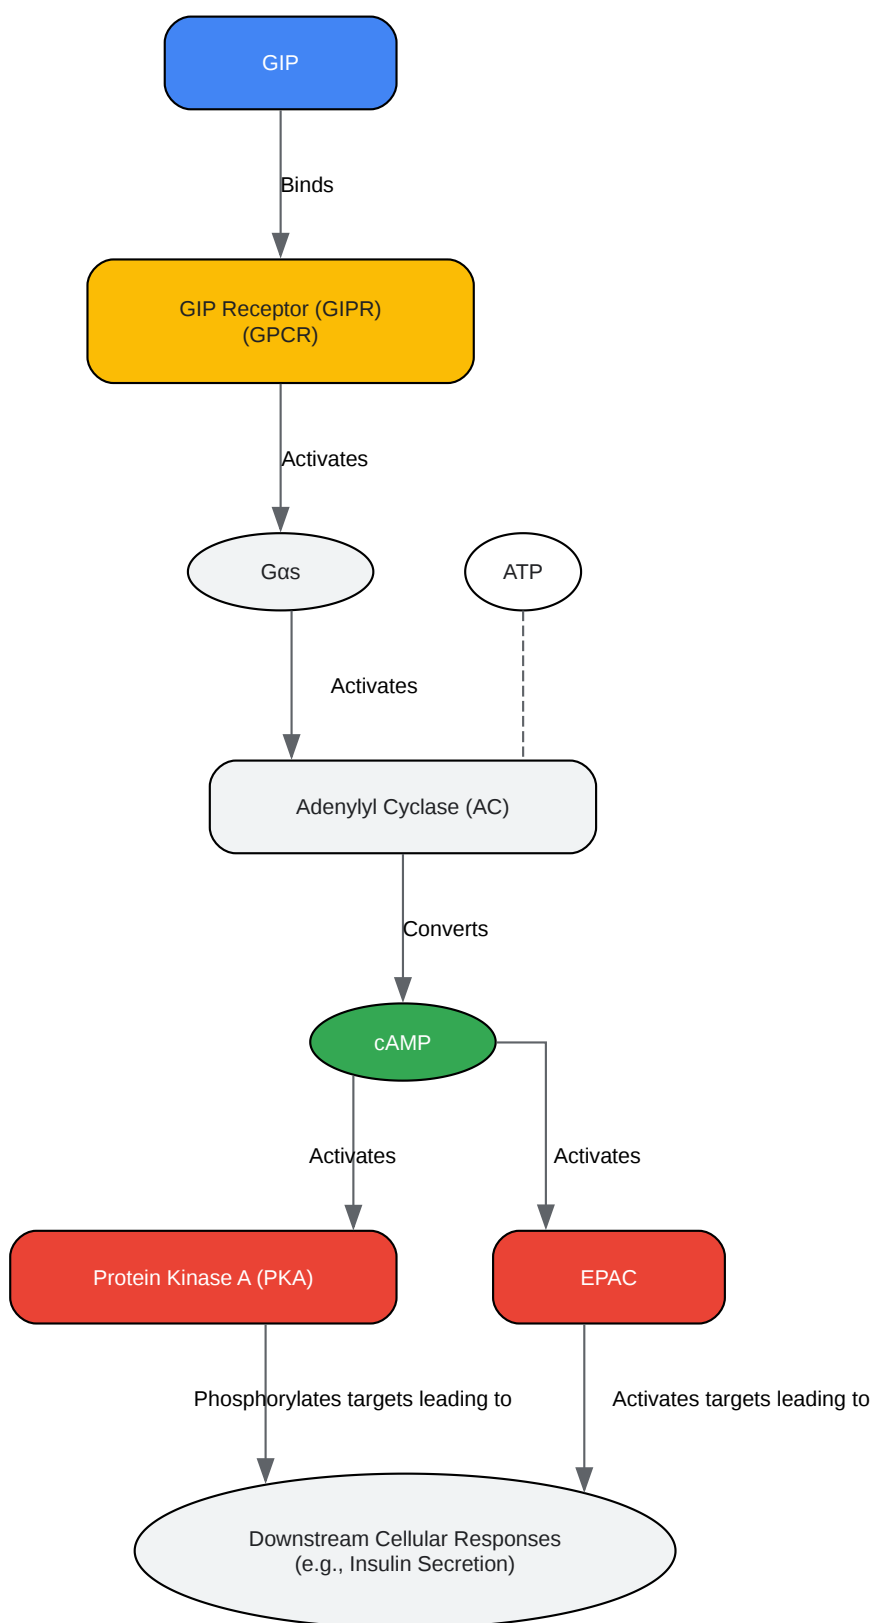 GIP
Binds
GIP Receptor (GIPR)
(GPCR)
Activates
Gαs
ATP
Activates
Adenylyl Cyclase (AC)
Converts
cAMP
Activates
Activates
Protein Kinase A (PKA)
EPAC
Phosphorylates targets leading to
Activates targets leading to
Downstream Cellular Responses
(e.g., Insulin Secretion)